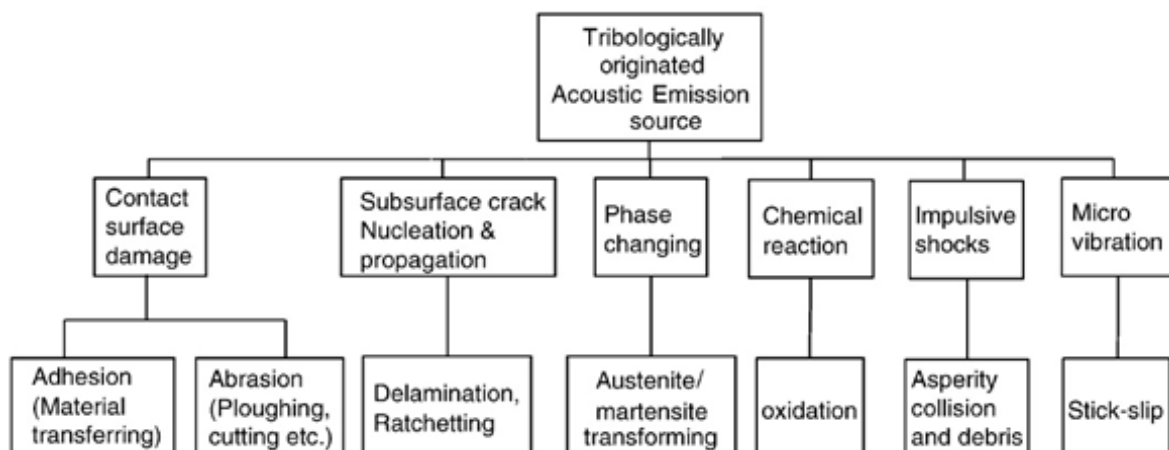 Tribologically
originated
Acoustic Emission
source
Contact
surface
damage
Subsurface crack
Nucleation &
propagation
Phase
changing
Chemical
reaction
Impulsive
shocks
Micro
vibration
Adhesion
(Material
transferring)
Abrasion
(Ploughing,
cutting etc.)
Delamination,
Ratchetting
Austenite/
martensite
transforming
oxidation
Asperity
collision
and debris
Stick-slip